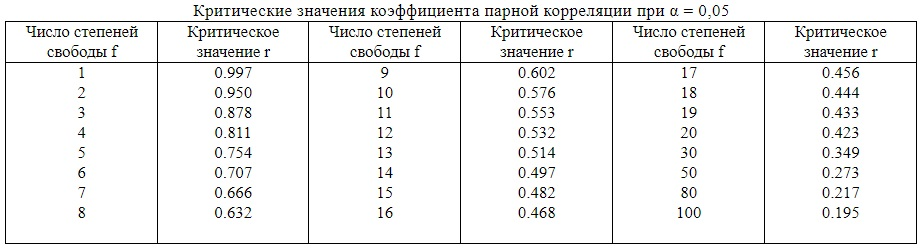 Критические значения коэффициента парной корреляции при α = 0,05
Число степеней свободы f Критическое значение r Число степеней свободы f Критическое значение r Число степеней свободы f Критическое значение r
1 0.997 9 0.602 17 0.456
2 0.950 10 0.576 18 0.444
3 0.878 11 0.553 19 0.433
4 0.811 12 0.532 20 0.423
5 0.754 13 0.514 30 0.349
6 0.707 14 0.497 50 0.273
7 0.666 15 0.482 80 0.217
8 0.632 16 0.468 100 0.195